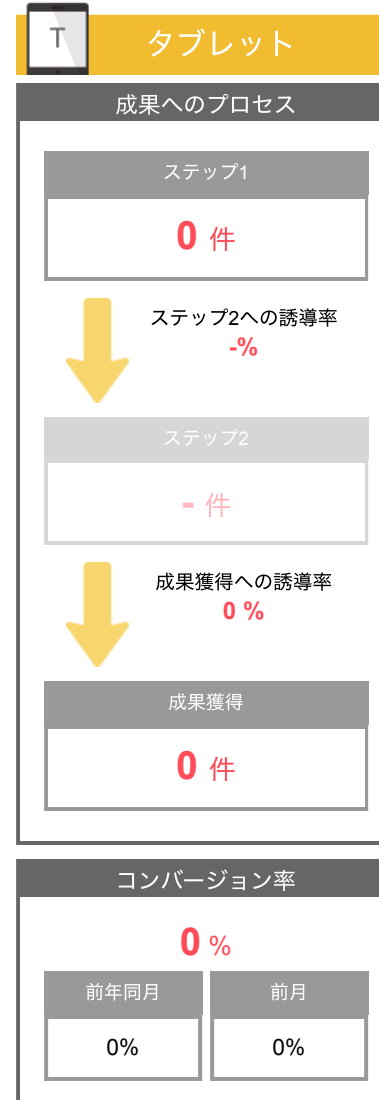 T
タブレット
成果へのプロセス
ステップ1
0 件
ステップ2への誘導率
-%
ステップ2
- 件
成果獲得への誘導率
0 %
成果獲得
0 件
コンバージョン率
0 %
前年同月 前月
0% 0%